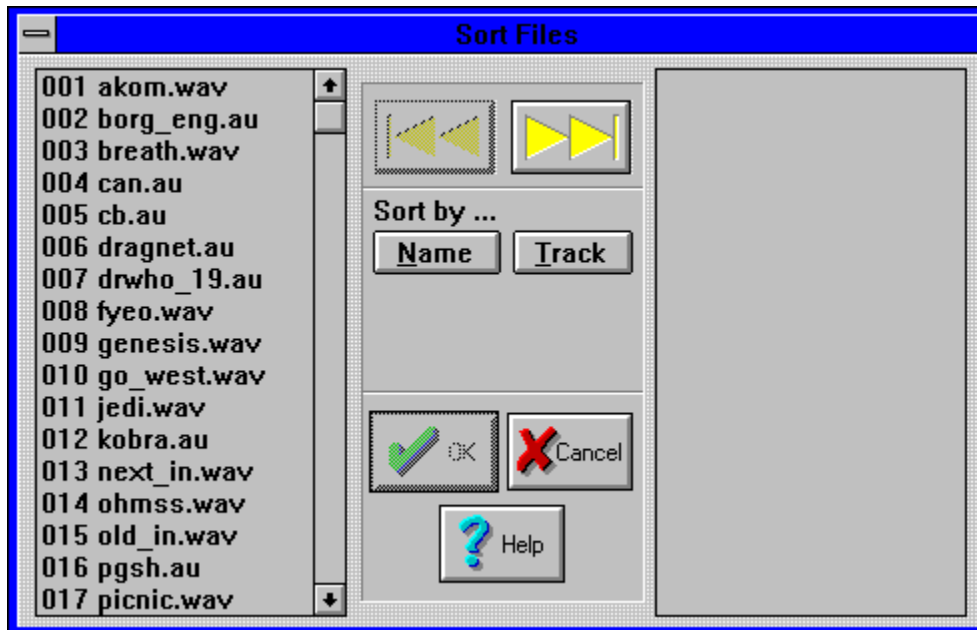 Sort Files
001 akom.wav
002 borg_eng.au
003 breath.wav
004 can.au
005 cb.au
006 dragnet.au
007 drwho_19.au
008 fyeo.wav
009 genesis.wav
010 go_west.wav
011 jedi.wav
012 kobra.au
013 next_in.wav
014 ohmss.wav
015 old_in.wav
016 pgsh.au
017 picnic.wav
Sort by ...
Name Track
OK Cancel
Help